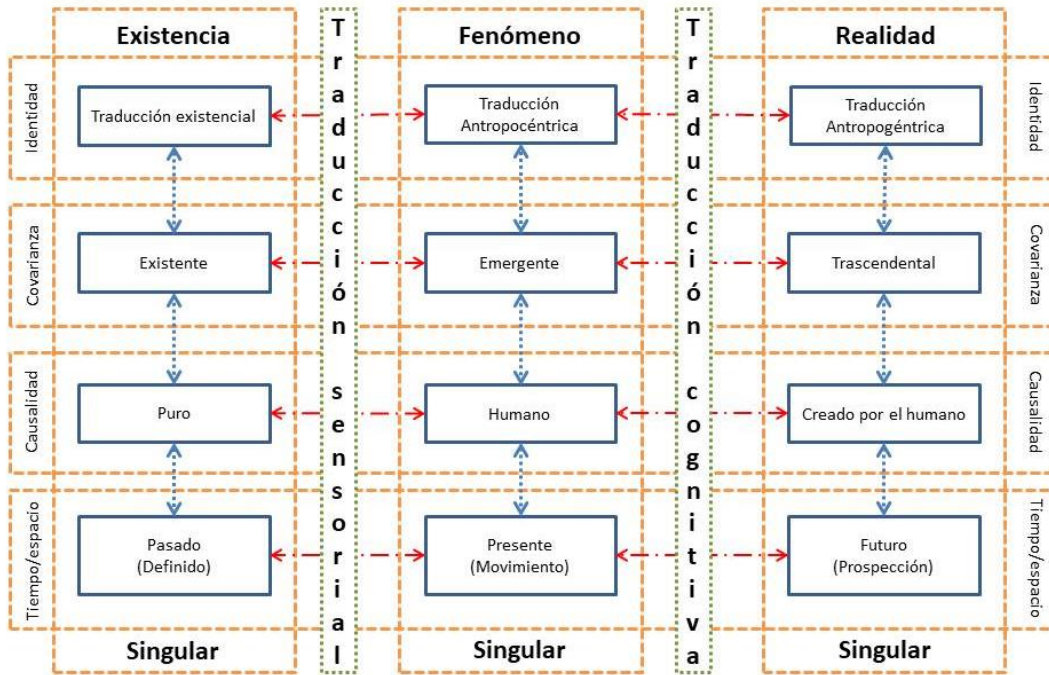 Existencia
Fenómeno
Realidad
Traducción sensorial
Traducción cognitiva
Identidad
Traducción existencial
Traducción
Antropocéntrica
Traducción
Antropogéntrica
Identidad
Covarianza
Existente
Emergente
Trascendental
Covarianza
Causalidad
Puro
Humano
Creado por el humano
Causalidad
Tiempo/espacio
Pasado
(Definido)
Presente
(Movimiento)
Futuro
(Prospección)
Tiempo/espacio
Singular
Singular
Singular